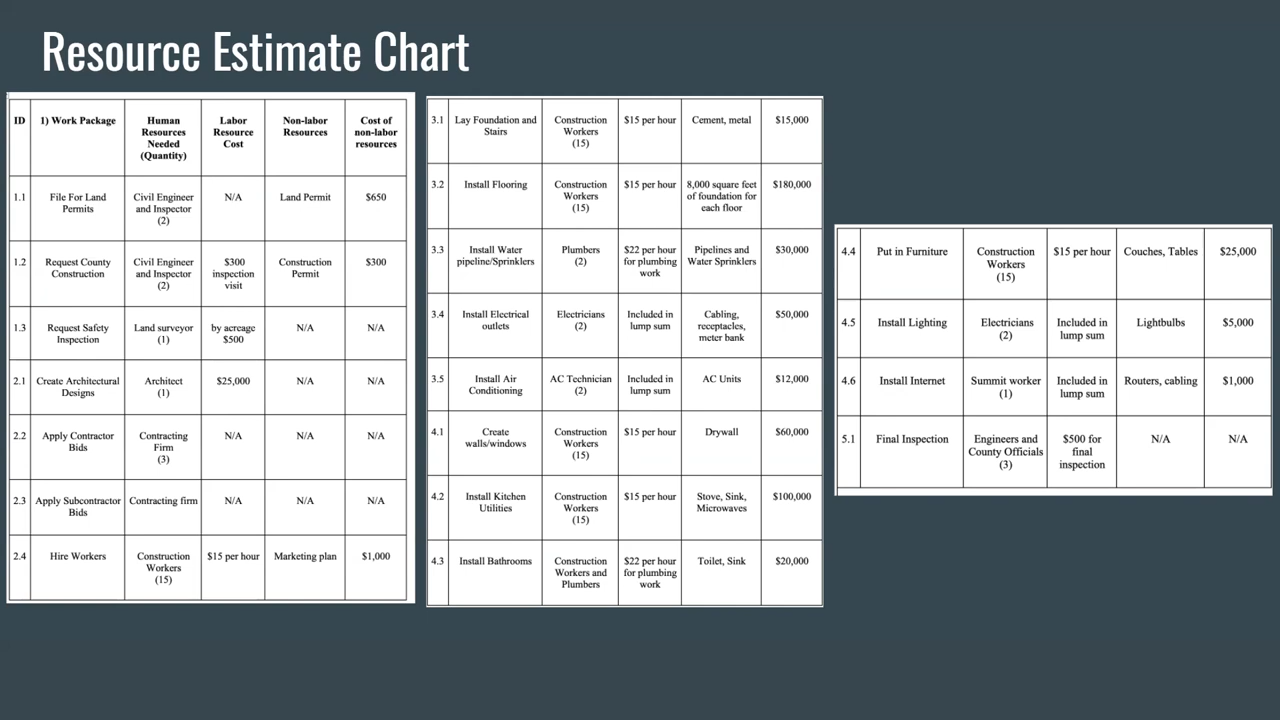 Resource Estimate Chart
ID 1) Work Package Human Labor Non-labor Cost of
Resources Resource Resources non-labor
Needed Cost resources
(Quantity)
1.1 File For Land Civil Engineer N/A Land Permit $650
Permits and Inspector
(2)
1.2 Request County Civil Engineer $300 Construction $300
Construction and Inspector inspection Permit
(2) visit
1.3 Request Safety Land surveyor by acreage N/A N/A
Inspection (1) $500
2.1 Create Architectural Architect $25,000 N/A N/A
Designs (1)
2.2 Apply Contractor Contracting N/A N/A N/A
Bids Firm
(3)
2.3 Apply Subcontractor Contracting firm N/A N/A N/A
Bids
2.4 Hire Workers Construction $15 per hour Marketing plan $1,000
Workers
(15)
3.1 Lay Foundation and Construction $15 per hour Cement, metal $15,000
Stairs Workers
(15)
3.2 Install Flooring Construction $15 per hour 8,000 square feet $180,000
Workers of foundation for
(15) each floor
3.3 Install Water Plumbers $22 per hour Pipelines and $30,000
pipeline/Sprinklers (2) for plumbing Water Sprinklers
work
3.4 Install Electrical Electricians Included in Cabling, $50,000
outlets (2) lump sum receptacles,
meter bank
3.5 Install Air AC Technician Included in AC Units $12,000
Conditioning (2) lump sum
4.1 Create Construction $15 per hour Drywall $60,000
walls/windows Workers
(15)
4.2 Install Kitchen Construction $15 per hour Stove, Sink, $100,000
Utilities Workers Microwaves
(15)
4.3 Install Bathrooms Construction $22 per hour Toilet, Sink $20,000
Workers and for plumbing
Plumbers work
4.4 Put in Furniture Construction $15 per hour Couches, Tables $25,000
Workers
(15)
4.5 Install Lighting Electricians Included in Lightbulbs $5,000
(2) lump sum
4.6 Install Internet Summit worker Included in Routers, cabling $1,000
(1) lump sum
5.1 Final Inspection Engineers and $500 for N/A N/A
County Officials final
(3) inspection